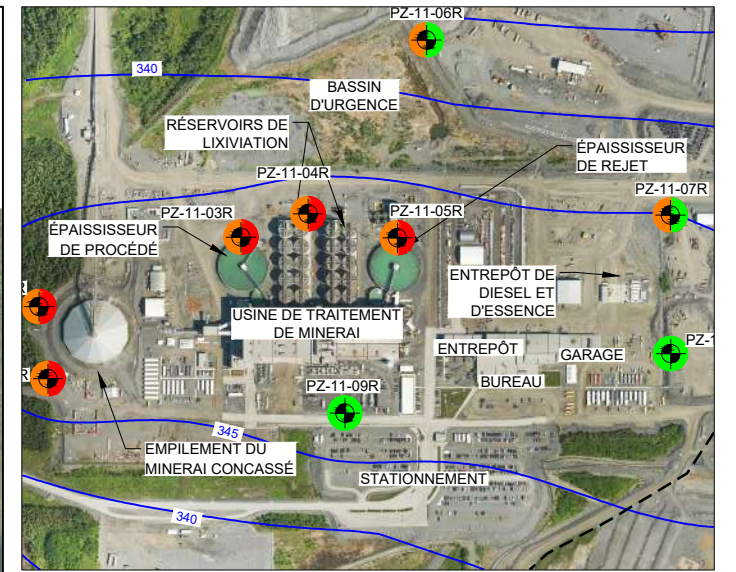 PZ-11-06R
340
BASSIN
D'URGENCE
RÉSERVOIRS DE
LIXIVIATION
ÉPAISSISSEUR
DE REJET
PZ-11-04R
PZ-11-07R
PZ-11-03R
PZ-11-05R
ÉPAISSISSEUR
DE PROCÉDÉ
ENTREPÔT DE
DIESEL ET
D'ESSENCE
R
USINE DE TRAITEMENT
DE MINERAI
PZ-1
ENTREPÔT
GARAGE
R
BUREAU
PZ-11-09R
345
EMPILEMENT DU
MINERAI CONCASSÉ
STATIONNEMENT
340